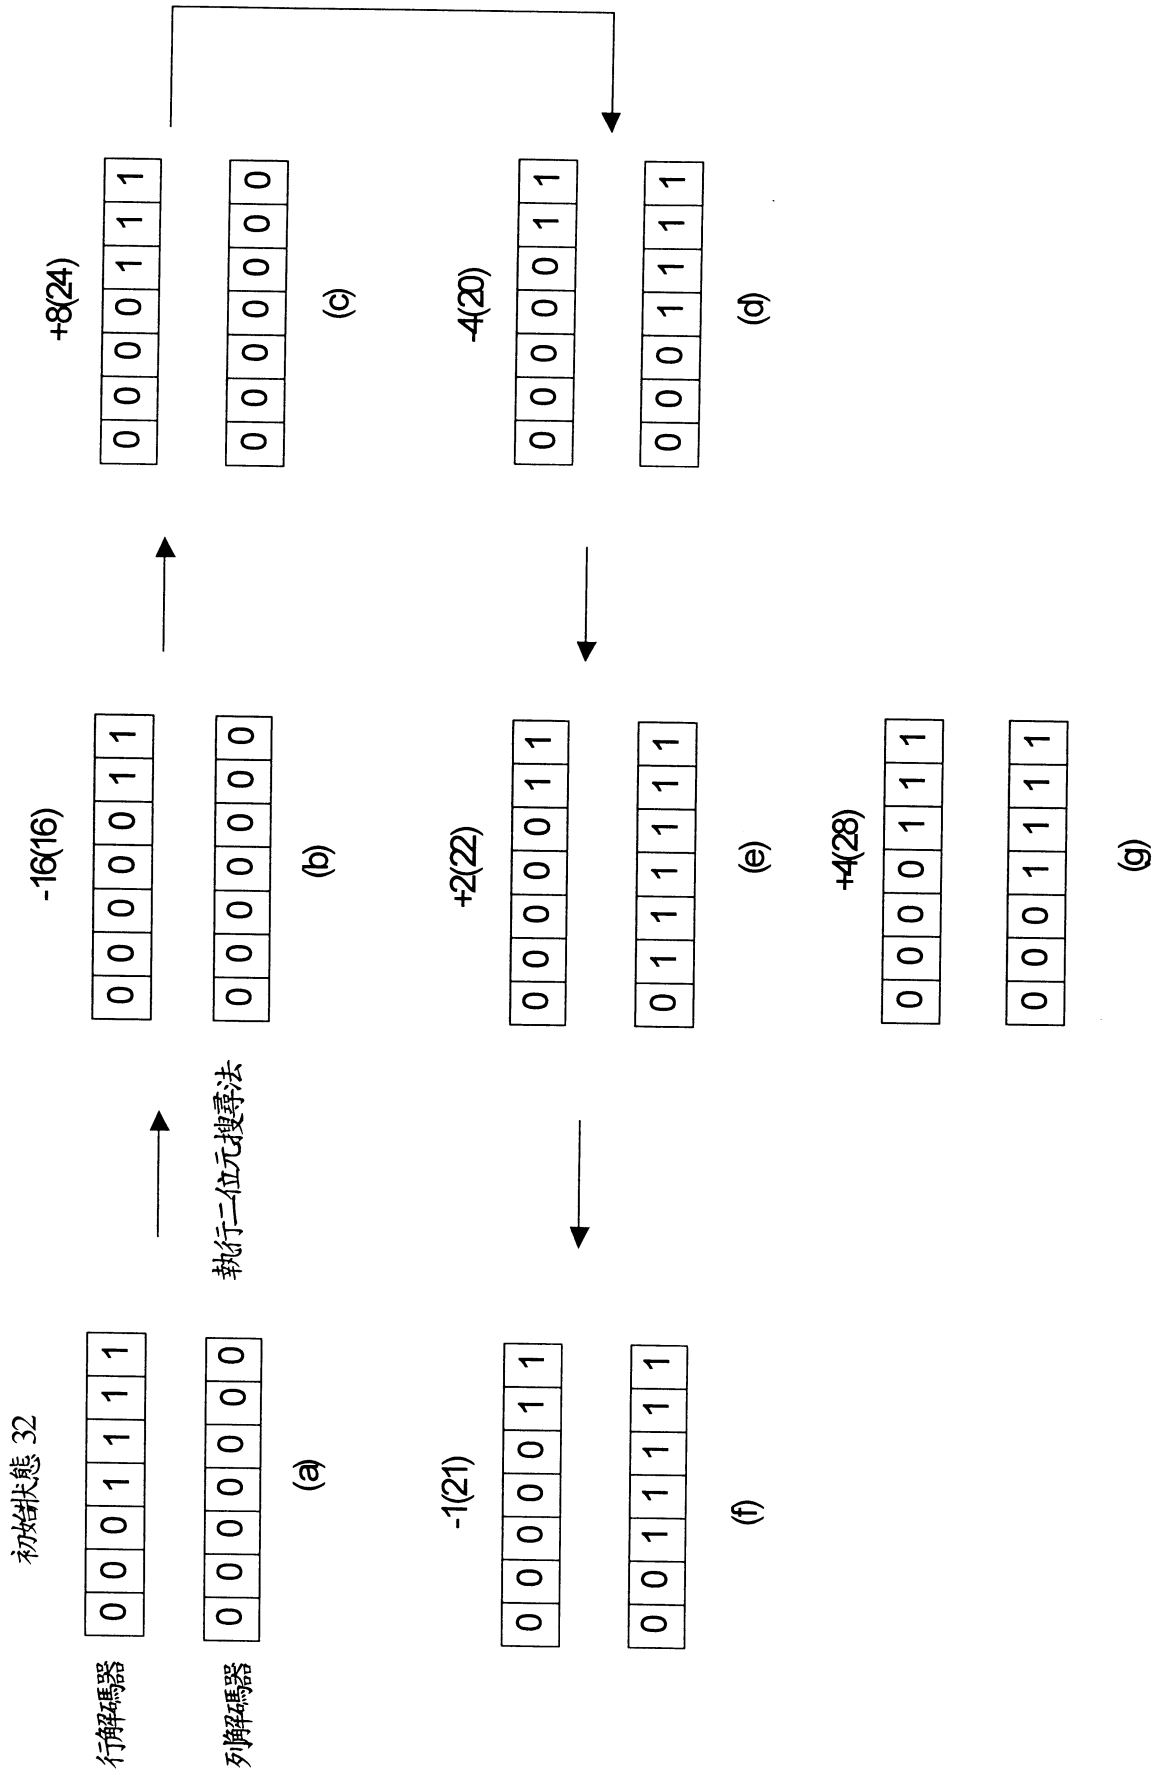 初始狀態 32
行解碼器
0 0 0 1 1 1 1
列解碼器
0 0 0 0 0 0 0
(a)
執行二位元搜尋法
-16(16)
0 0 0 0 0 1 1
0 0 0 0 0 0 0
(b)
+8(24)
0 0 0 0 1 1 1
0 0 0 0 0 0 0
(c)
-4(20)
0 0 0 0 0 1 1
0 0 0 1 1 1 1
(d)
+2(22)
0 0 0 0 0 1 1
0 1 1 1 1 1 1
(e)
-1(21)
0 0 0 0 0 1 1
0 0 1 1 1 1 1
(f)
+4(28)
0 0 0 0 1 1 1
0 0 0 1 1 1 1
(g)